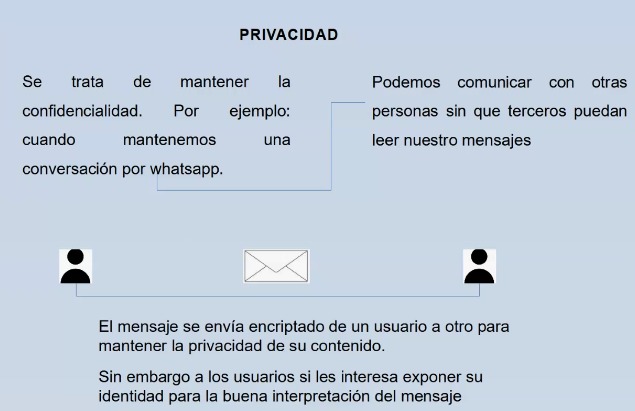 PRIVACIDAD
Se trata de mantener la
confidencialidad. Por ejemplo:
cuando mantenemos una
conversación por whatsapp.
Podemos comunicar con otras
personas sin que terceros puedan
leer nuestro mensajes
El mensaje se envía encriptado de un usuario a otro para
mantener la privacidad de su contenido.
Sin embargo a los usuarios si les interesa exponer su
identidad para la buena interpretación del mensaje